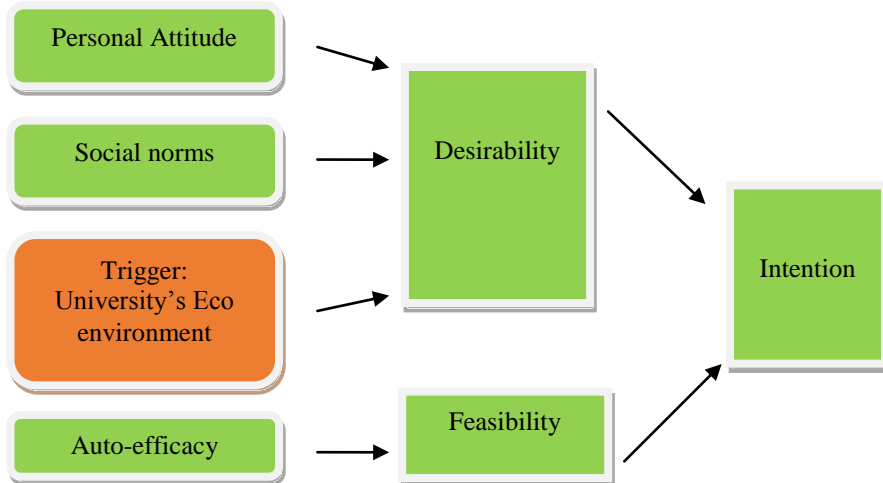 Personal Attitude
Social norms
Trigger:
University’s Eco
environment
Auto-efficacy
Desirability
Feasibility
Intention